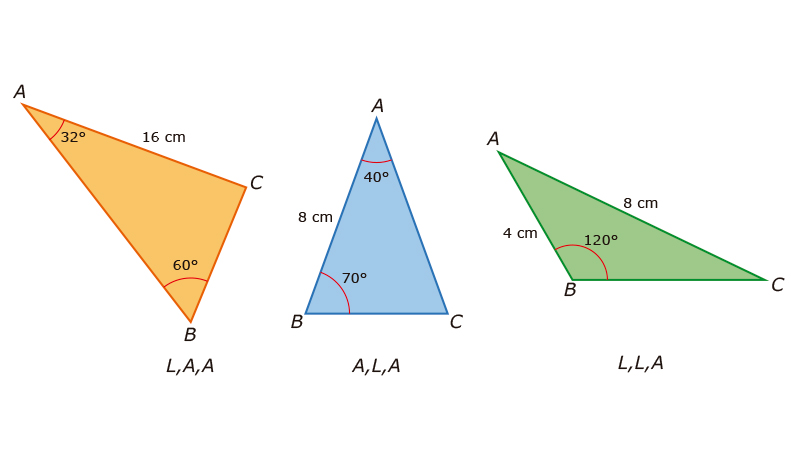 A
32°
16 cm
C
60°
B
L,A,A
A
40°
8 cm
70°
B
C
A,L,A
A
8 cm
4 cm
120°
B
C
L,L,A